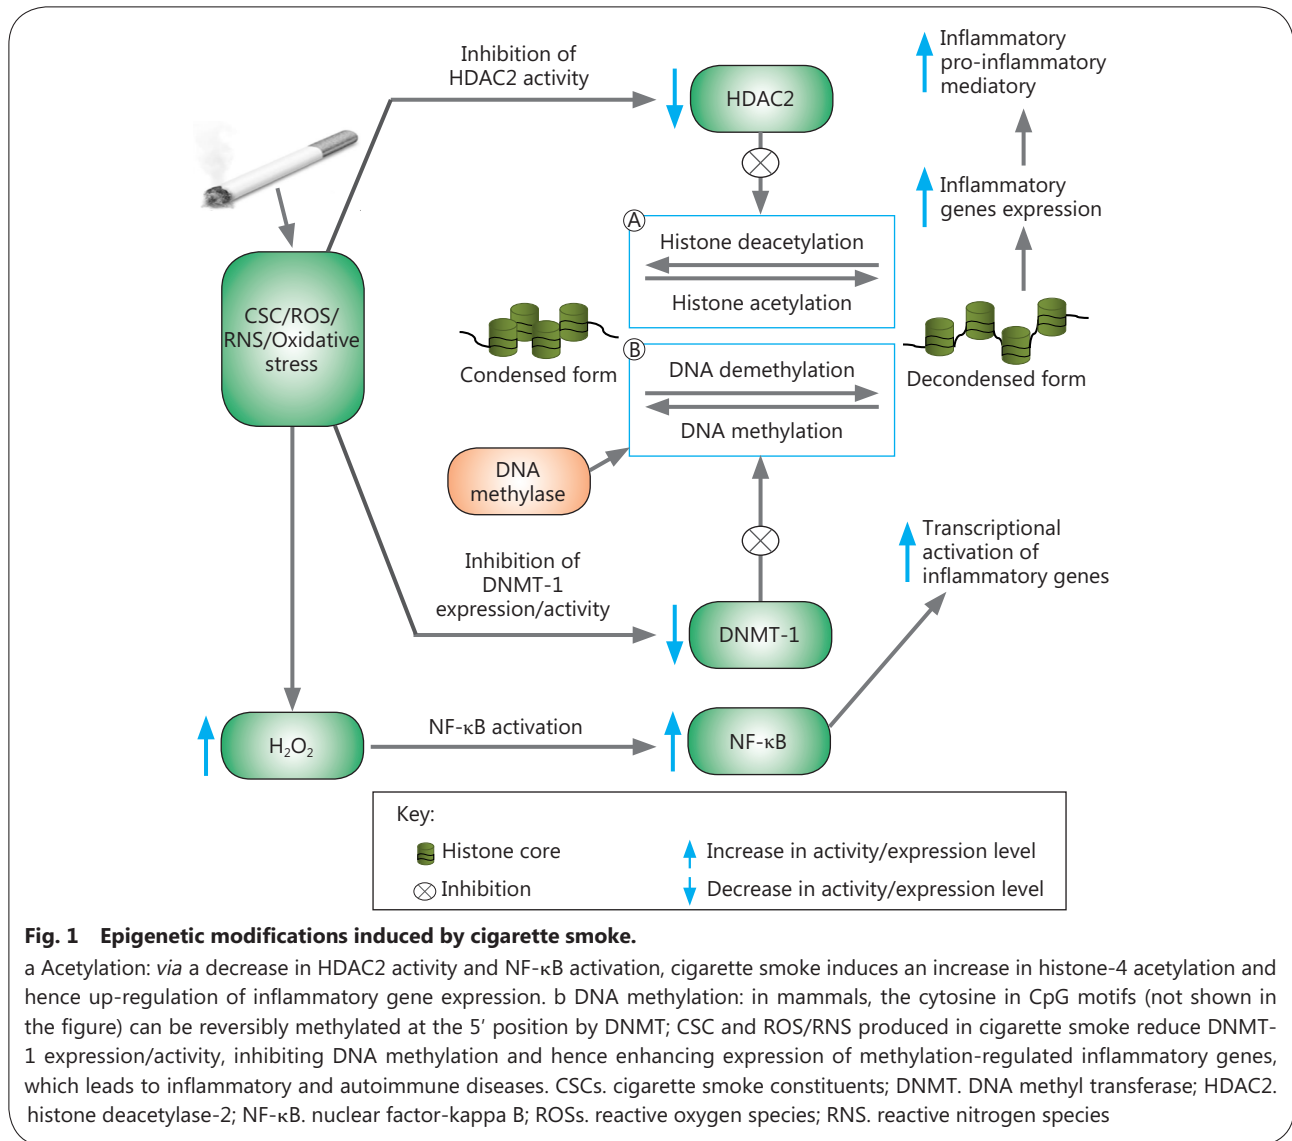 Inhibition of
HDAC2 activity
HDAC2
Inflammatory
pro-inflammatory
mediatory
Inflammatory
genes expression
A
Histone deacetylation
Histone acetylation
CSC/ROS/
RNS/Oxidative
stress
Condensed form
B
DNA demethylation
DNA methylation
Decondensed form
DNA
methylase
Inhibition of
DNMT-1
expression/activity
DNMT-1
Transcriptional
activation of
inflammatory genes
H₂O₂
NF-κB activation
NF-κB
Key:
Histone core
Increase in activity/expression level
Inhibition
Decrease in activity/expression level
Fig. 1 Epigenetic modifications induced by cigarette smoke.
a Acetylation: via a decrease in HDAC2 activity and NF-κB activation, cigarette smoke induces an increase in histone-4 acetylation and
hence up-regulation of inflammatory gene expression. b DNA methylation: in mammals, the cytosine in CpG motifs (not shown in
the figure) can be reversibly methylated at the 5′ position by DNMT; CSC and ROS/RNS produced in cigarette smoke reduce DNMT-
1 expression/activity, inhibiting DNA methylation and hence enhancing expression of methylation-regulated inflammatory genes,
which leads to inflammatory and autoimmune diseases. CSCs. cigarette smoke constituents; DNMT. DNA methyl transferase; HDAC2.
histone deacetylase-2; NF-κB. nuclear factor-kappa B; ROSs. reactive oxygen species; RNS. reactive nitrogen species